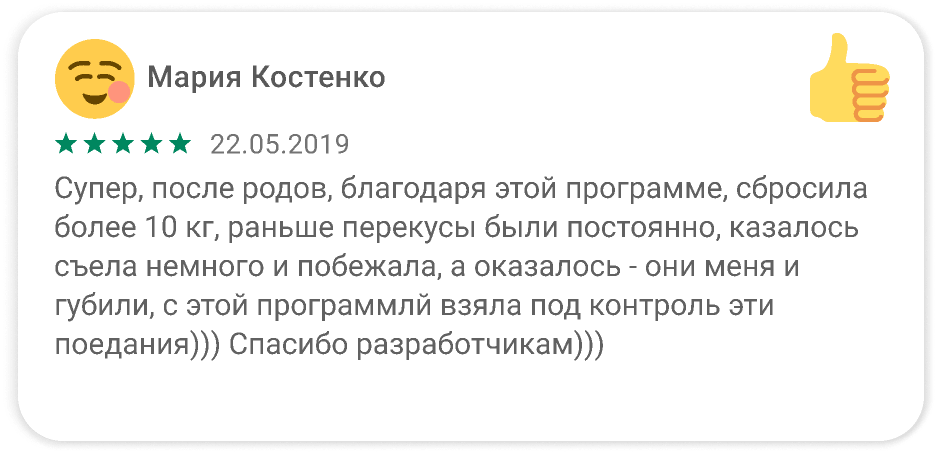 Мария Костенко
22.05.2019
Супер, после родов, благодаря этой программе, сбросила
более 10 кг, раньше перекусы были постоянно, казалось
съела немного и побежала, а оказалось - они меня и
губили, с этой программлй взяла под контроль эти
поедания))) Спасибо разработчикам)))